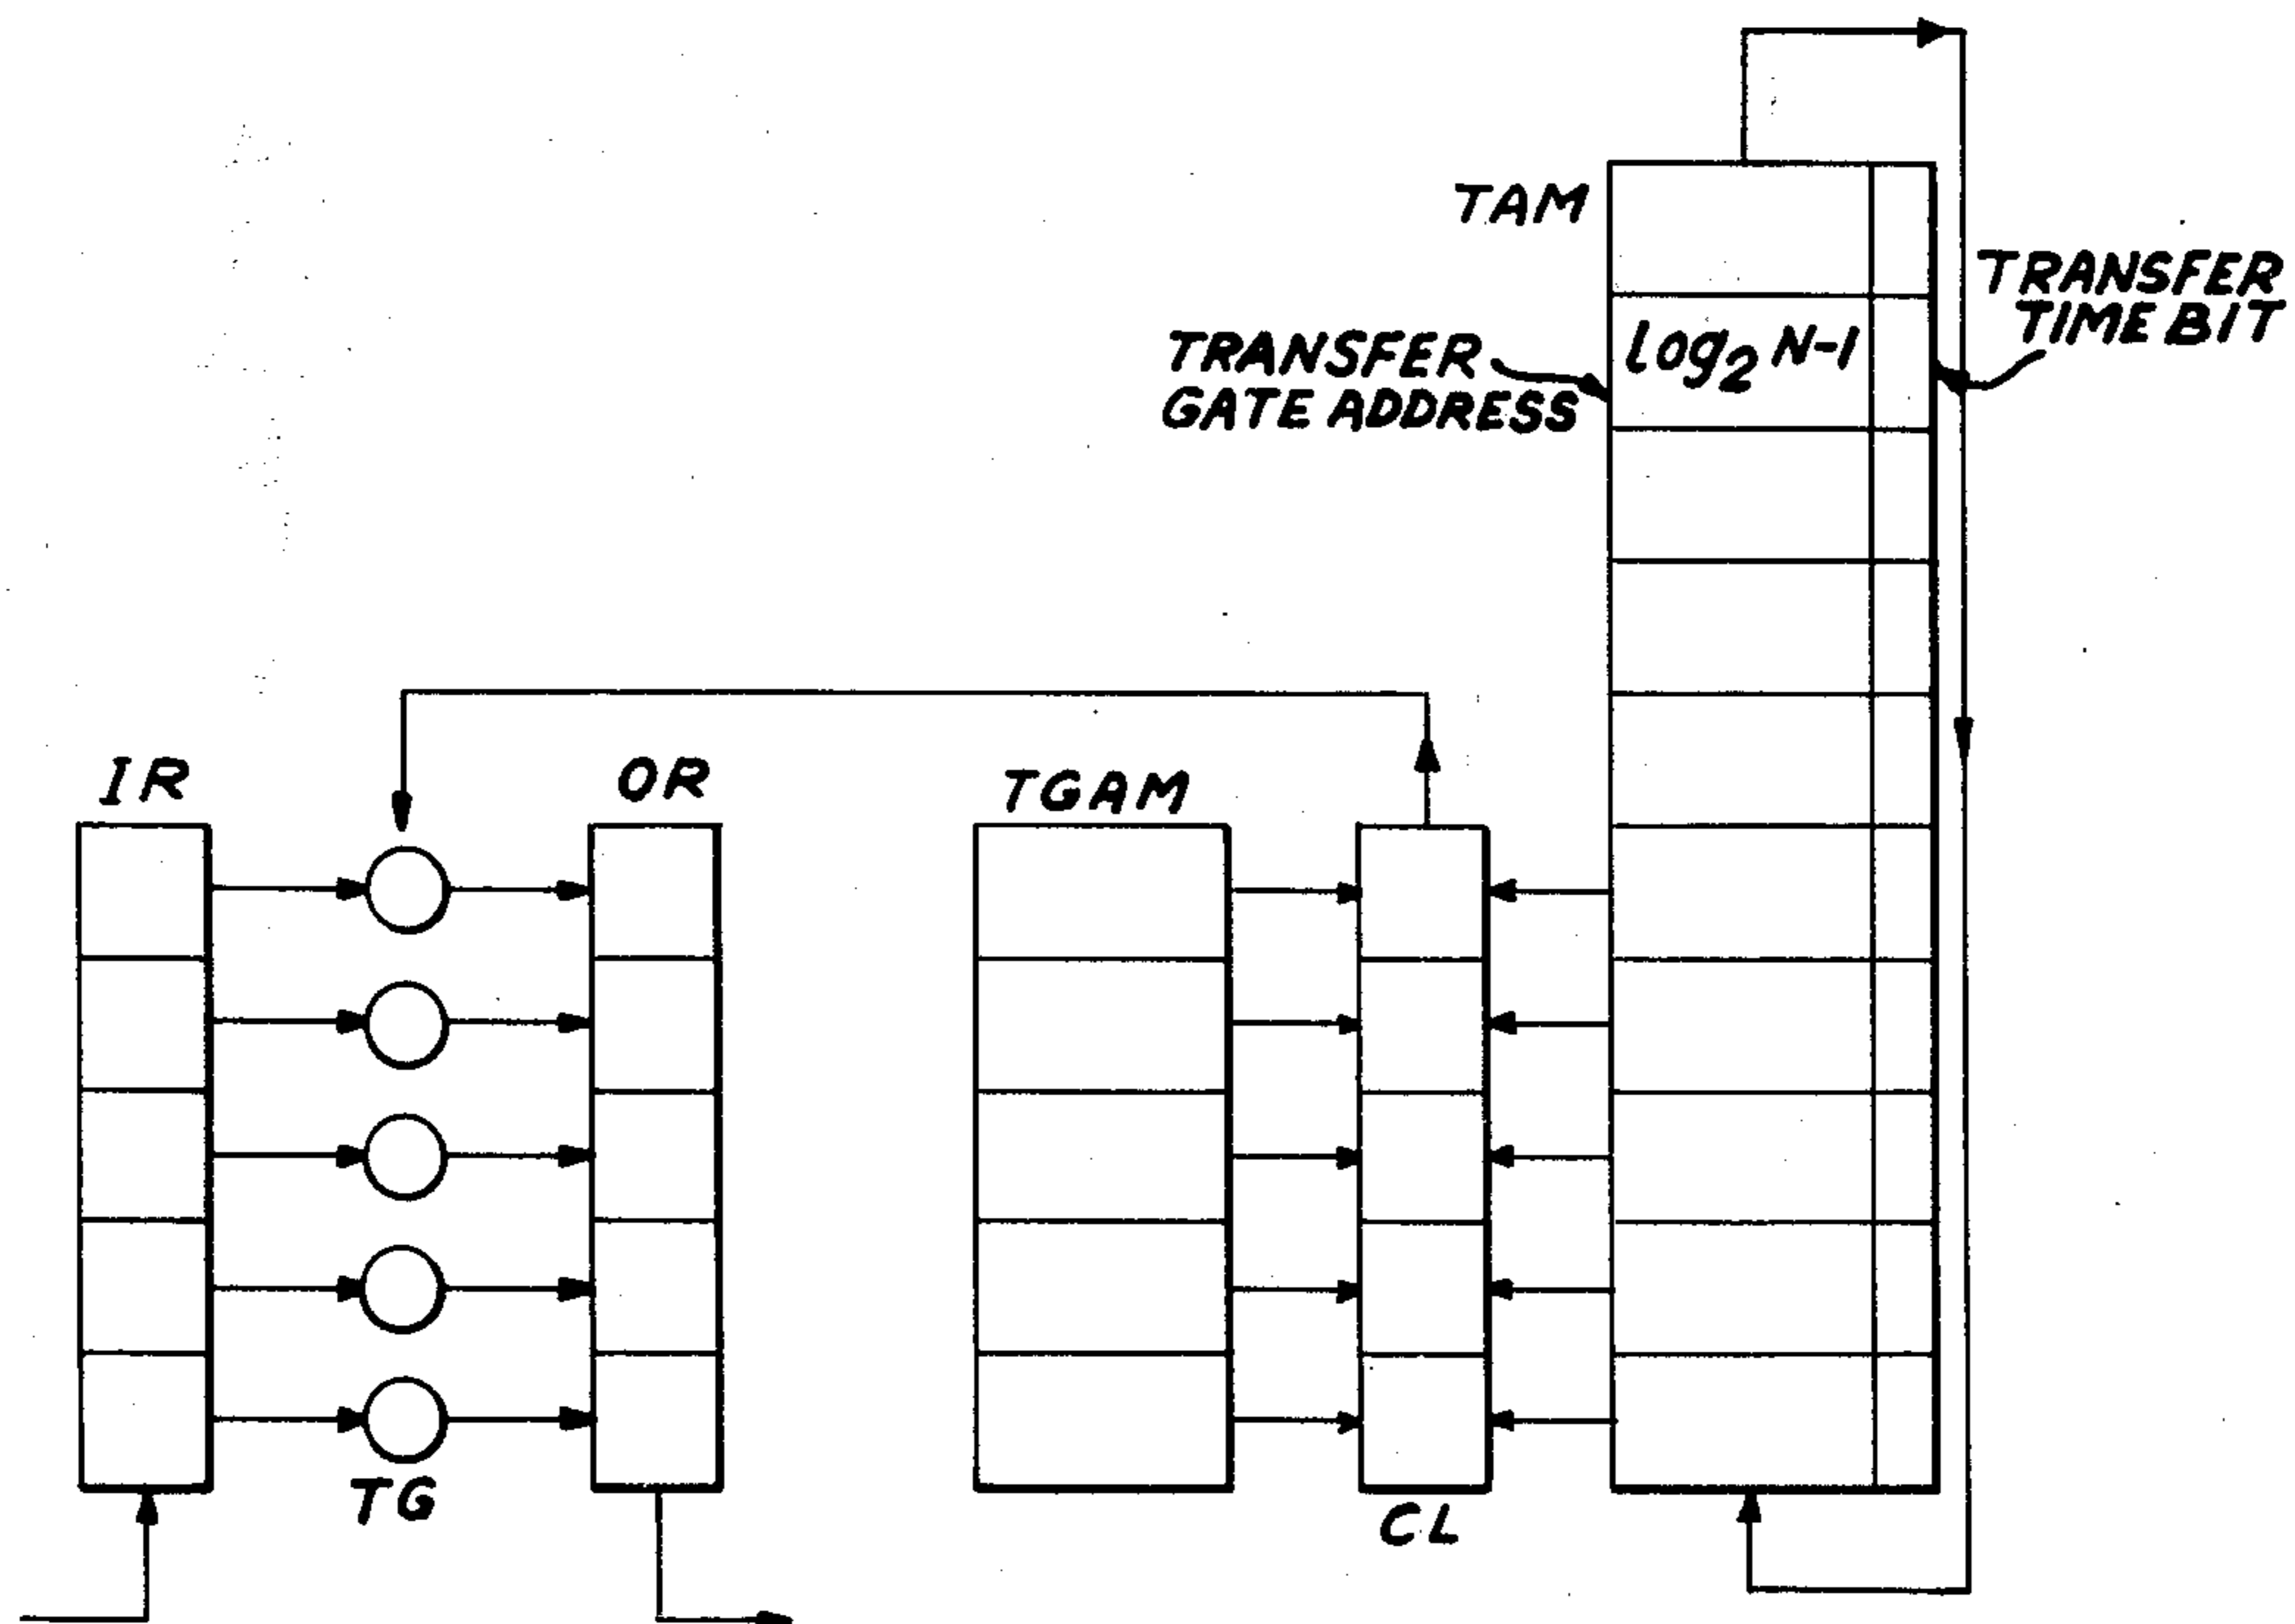 TAM
TRANSFER
TIME BIT
TRANSFER
GATE ADDRESS
log₂ N-1
IR
OR
TGAM
TG
CL